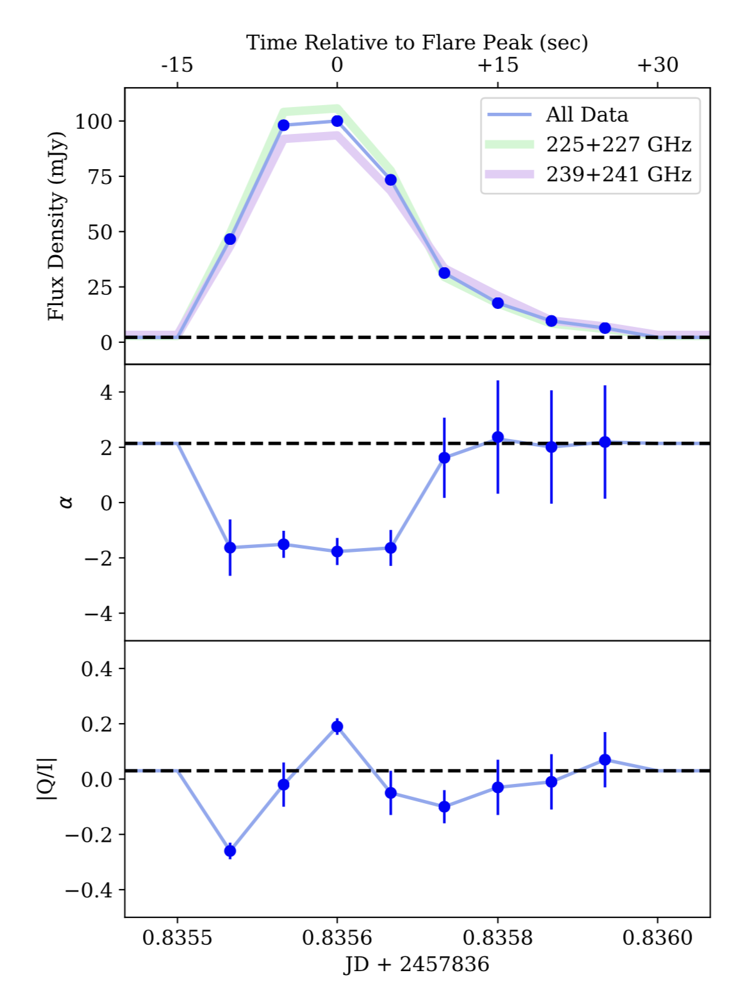 Time Relative to Flare Peak (sec)
-15 0 +15 +30
All Data
225+227 GHz
239+241 GHz
Flux Density (mJy)
100
75
50
25
0
α
4
2
0
−2
−4
|Q/I|
0.4
0.2
0.0
−0.2
−0.4
0.8355 0.8356 0.8358 0.8360
JD + 2457836